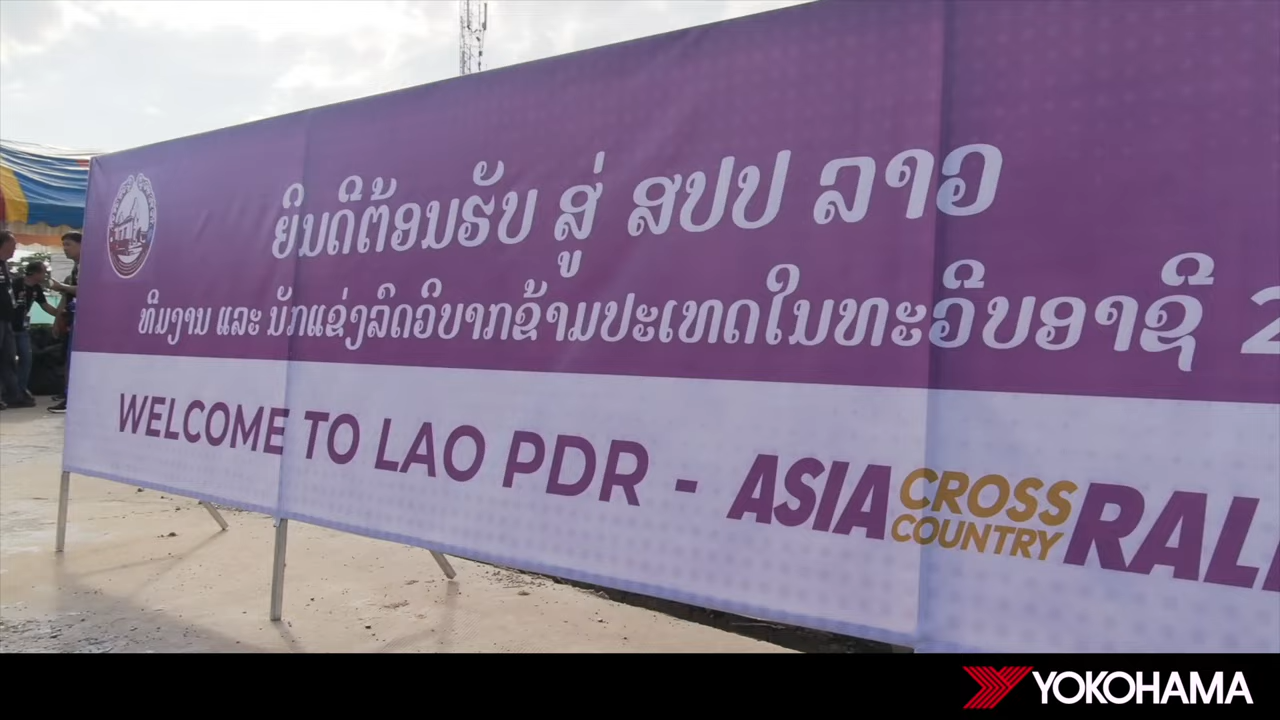 ຍິນດີຕ້ອນຮັບ ສູ່ ສປປ ລາວ
ທີມງານ ແລະ ນັກແຂ່ງລົດວິບາກຂ້າມປະເທດໃນທະວີບອາຊີ 2
WELCOME TO LAO PDR - ASIA CROSS COUNTRY RALL
YOKOHAMA